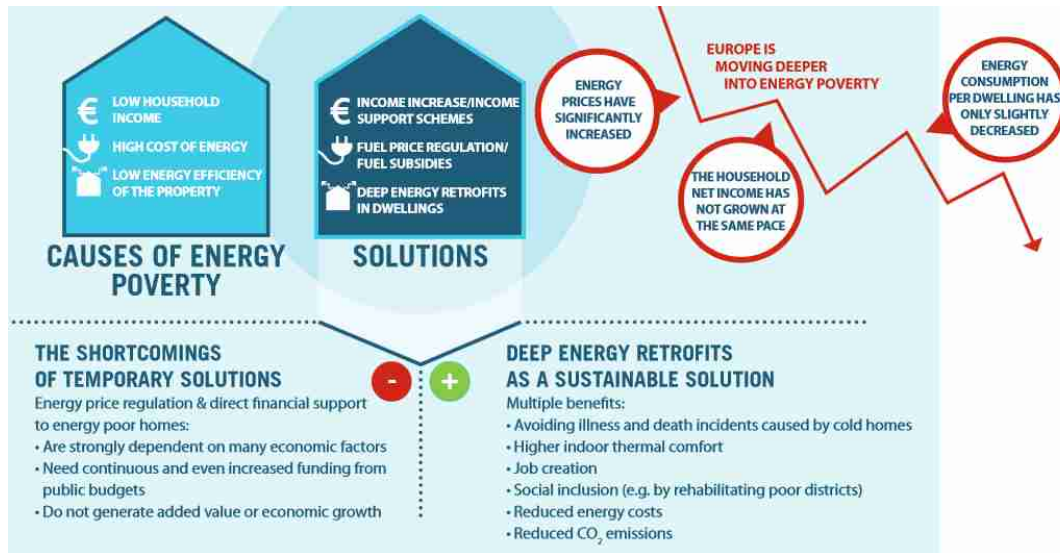 LOW HOUSEHOLD
INCOME
HIGH COST OF ENERGY
LOW ENERGY EFFICIENCY
OF THE PROPERTY
CAUSES OF ENERGY
POVERTY
INCOME INCREASE/INCOME
SUPPORT SCHEMES
FUEL PRICE REGULATION/
FUEL SUBSIDIES
DEEP ENERGY RETROFITS
IN DWELLINGS
SOLUTIONS
ENERGY
PRICES HAVE
SIGNIFICANTLY
INCREASED
EUROPE IS
MOVING DEEPER
INTO ENERGY POVERTY
THE HOUSEHOLD
NET INCOME HAS
NOT GROWN AT
THE SAME PACE
ENERGY
CONSUMPTION
PER DWELLING HAS
ONLY SLIGHTLY
DECREASED
THE SHORTCOMINGS
OF TEMPORARY SOLUTIONS
Energy price regulation & direct financial support
to energy poor homes:
• Are strongly dependent on many economic factors
• Need continuous and even increased funding from
public budgets
• Do not generate added value or economic growth
-
+
DEEP ENERGY RETROFITS
AS A SUSTAINABLE SOLUTION
Multiple benefits:
• Avoiding illness and death incidents caused by cold homes
• Higher indoor thermal comfort
• Job creation
• Social inclusion (e.g. by rehabilitating poor districts)
• Reduced energy costs
• Reduced CO₂ emissions